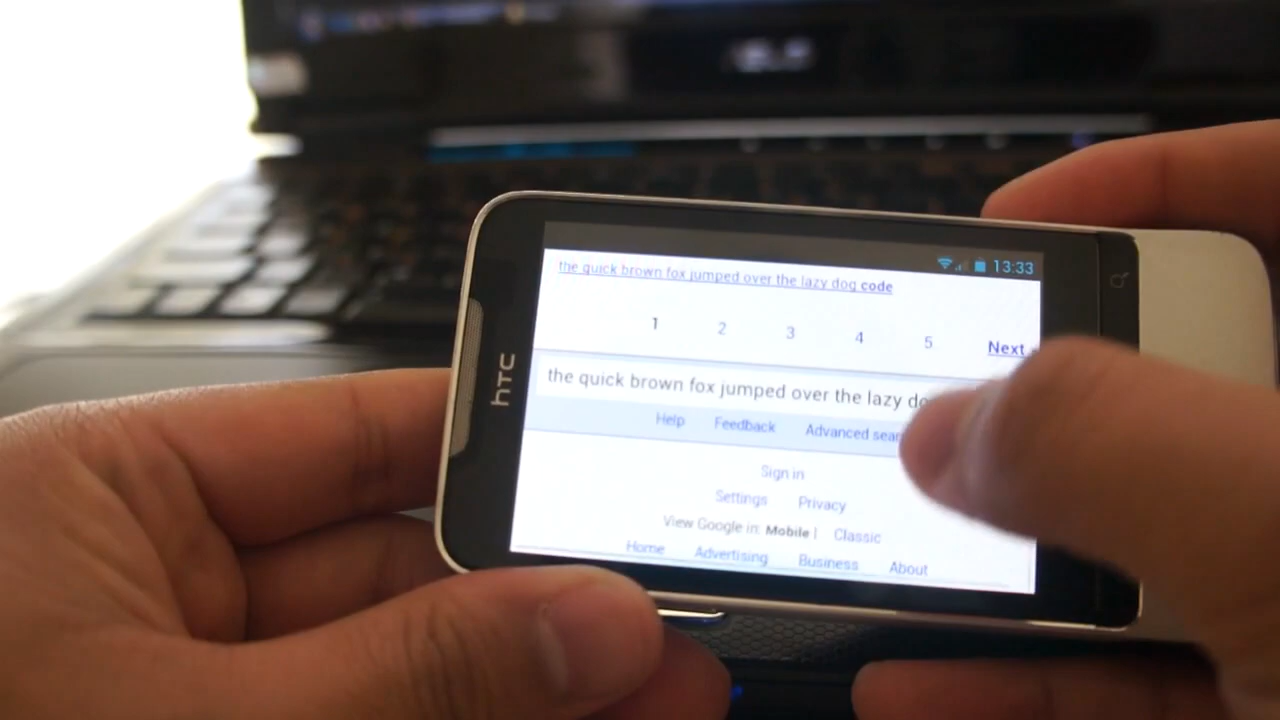 ASUS
13:33
the quick brown fox jumped over the lazy dog code
1 2 3 4 5 Next
hTC
the quick brown fox jumped over the lazy
Help Feedback Advanced
Sign in
Settings Privacy
View Google in: Mobile | Classic
Home Advertising Business About